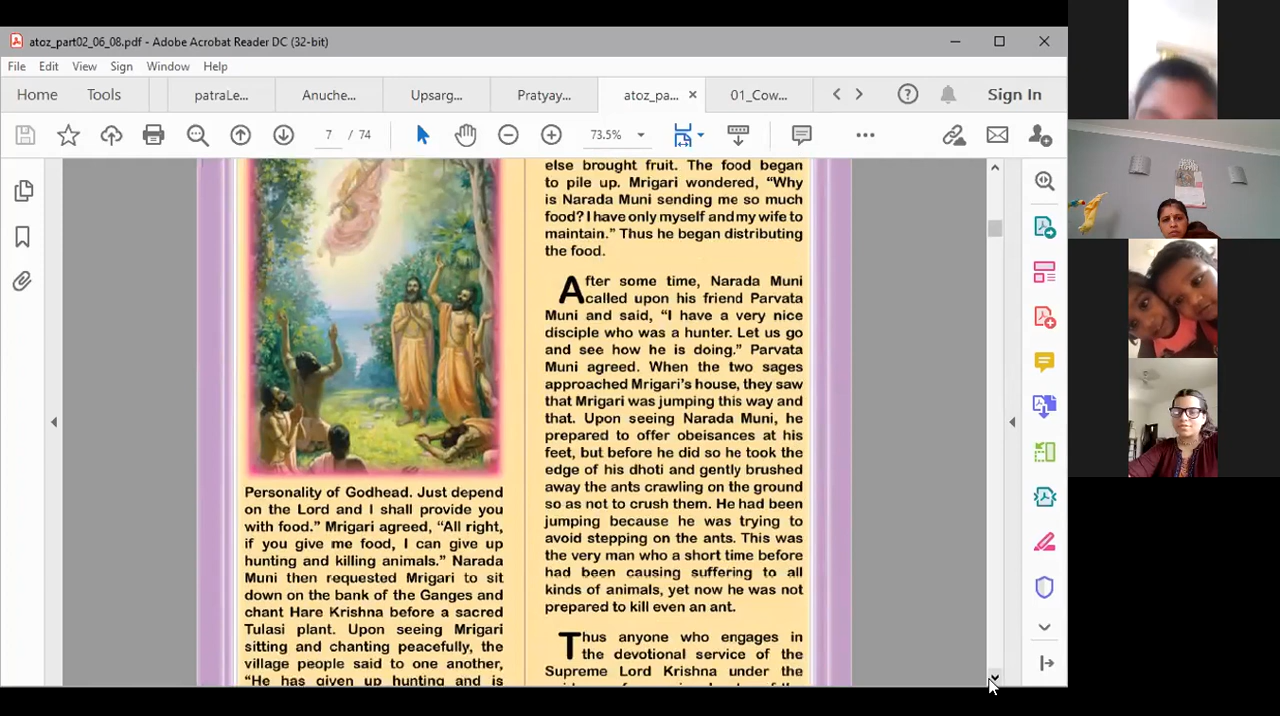 atoz_part02_06_08.pdf - Adobe Acrobat Reader DC (32-bit)
File Edit View Sign Window Help
Home Tools patraLe... Anuche... Upsarg... Pratyay... atoz_pa... 01_Cow... Sign In
7 / 74 73.5%
Personality of Godhead. Just depend
on the Lord and I shall provide you
with food.” Mrigari agreed, “All right,
if you give me food, I can give up
hunting and killing animals.” Narada
Muni then requested Mrigari to sit
down on the bank of the Ganges and
chant Hare Krishna before a sacred
Tulasi plant. Upon seeing Mrigari
sitting and chanting peacefully, the
village people said to one another,
“He has given up hunting and is
else brought fruit. The food began
to pile up. Mrigari wondered, “Why
is Narada Muni sending me so much
food? I have only myself and my wife to
maintain.” Thus he began distributing
the food.
After some time, Narada Muni
called upon his friend Parvata
Muni and said, “I have a very nice
disciple who was a hunter. Let us go
and see how he is doing.” Parvata
Muni agreed. When the two sages
approached Mrigari’s house, they saw
that Mrigari was jumping this way and
that. Upon seeing Narada Muni, he
prepared to offer obeisances at his
feet, but before he did so he took the
edge of his dhoti and gently brushed
away the ants crawling on the ground
so as not to crush them. He had been
jumping because he was trying to
avoid stepping on the ants. This was
the very man who a short time before
had been causing suffering to all
kinds of animals, yet now he was not
prepared to kill even an ant.
Thus anyone who engages in
the devotional service of the
Supreme Lord Krishna under the